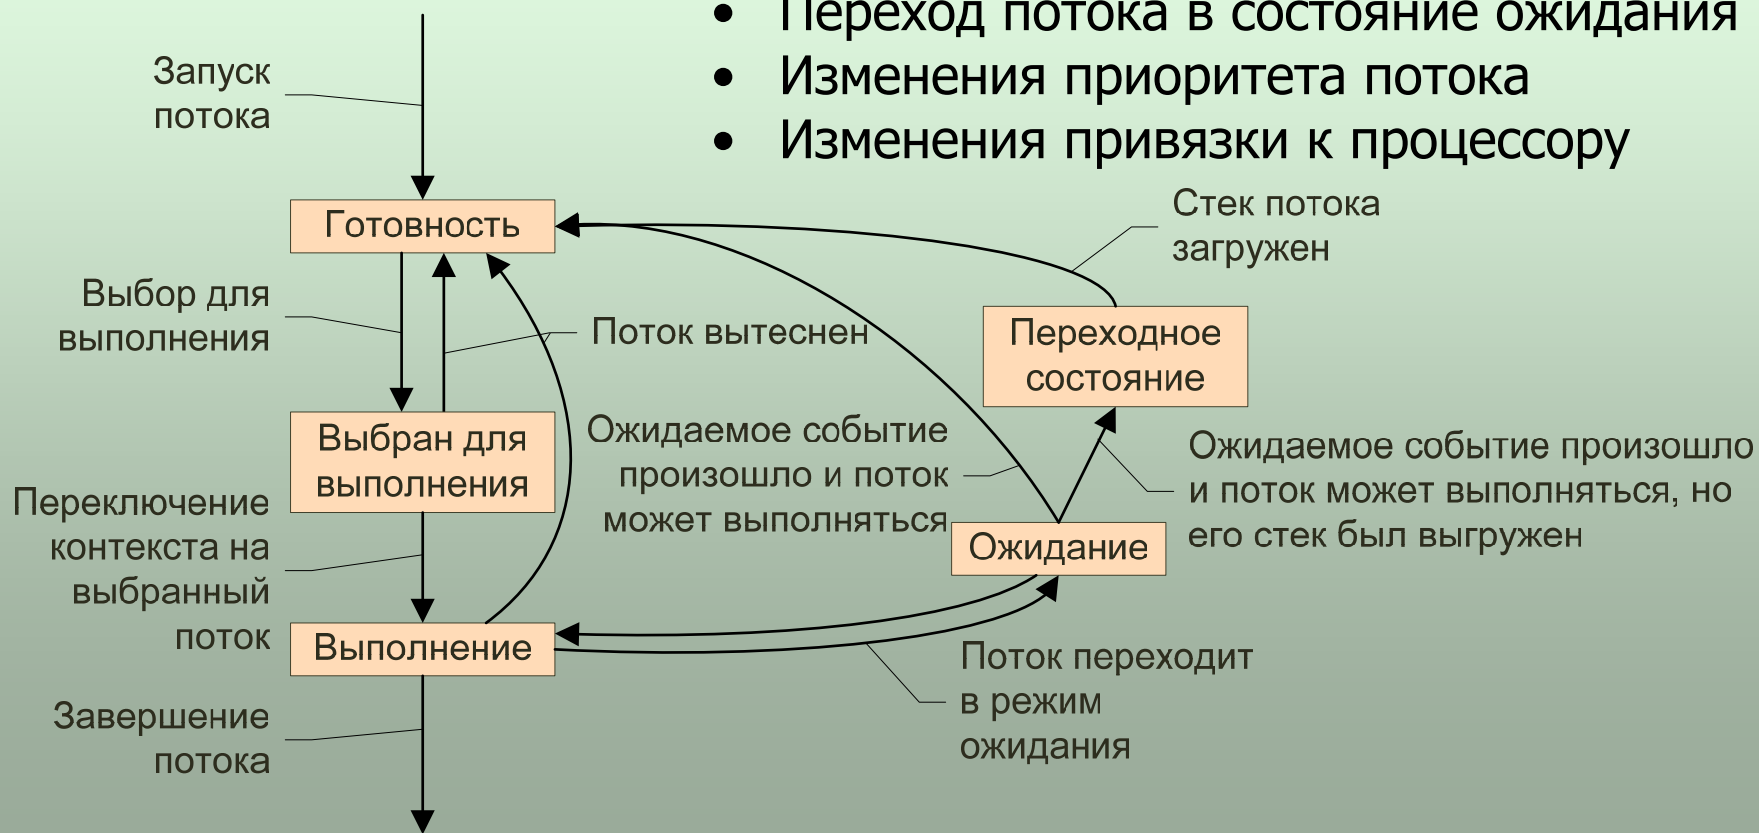 • Переход потока в состояние ожидания
• Изменения приоритета потока
• Изменения привязки к процессору
Запуск
потока
Готовность
Стек потока
загружен
Выбор для
выполнения
Поток вытеснен
Переходное
состояние
Выбран для
выполнения
Ожидаемое событие
произошло и поток
может выполняться
Ожидаемое событие произошло
и поток может выполняться, но
его стек был выгружен
Переключение
контекста на
выбранный
поток
Ожидание
Выполнение
Поток переходит
в режим
ожидания
Завершение
потока